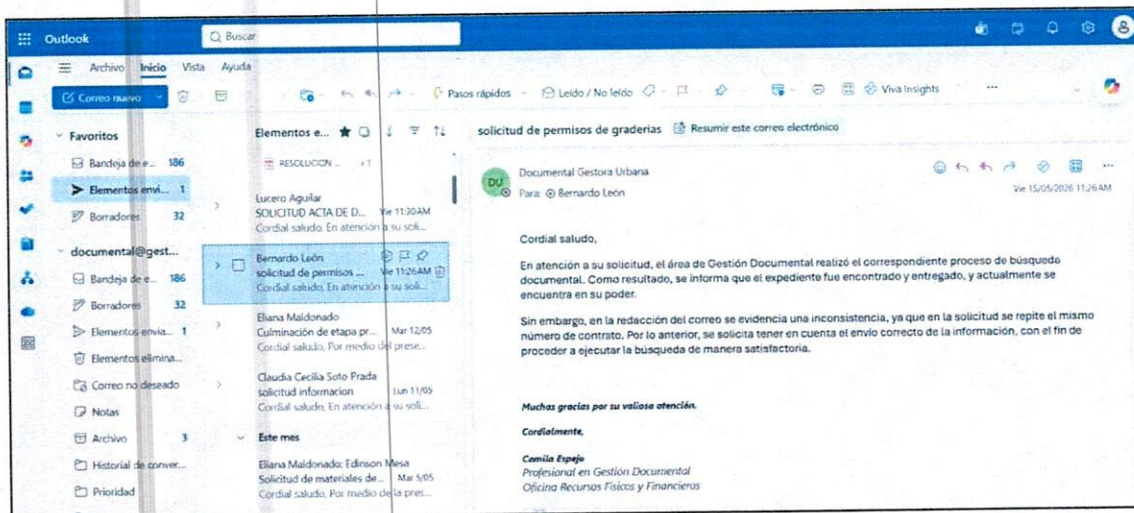 Outlook
Buscar
Archivo Inicio Vista Ayuda
Correo nuevo
Pasos rápidos
Leído / No leído
Viva Insights
...
Favoritos
Bandeja de e... 186
Elementos envi... 1
Borradores 32
documental@gest...
Bandeja de e... 186
Borradores 32
Elementos envia... 1
Elementos elimina...
Correo no deseado
Notas
Archivo 3
Historial de conver...
Prioridad
Elementos e...
RESOLUCION ... +1
Lucero Aguilar
SOLICITUD ACTA DE D... Vie 11:30 AM
Cordial saludo, En atención a su soli...
Bernardo León
solicitud de permisos ... Vie 11:26 AM
Cordial saludo, En atención a su soli...
Eliana Maldonado
Culminación de etapa pr... Mar 12/05
Cordial saludo, Por medio del prese...
Claudia Cecilia Soto Prada
solicitud informacion Lun 11/05
Cordial saludo, En atención a su soli...
Este mes
Eliana Maldonado; Edinson Mesa
Solicitud de materiales de... Mar 5/05
Cordial saludo, Por medio de la pres...
solicitud de permisos de graderias Resumir este correo electrónico
DU
Documental Gestora Urbana
Para: Bernardo León
Vie 15/05/2026 11:26 AM
Cordial saludo,
En atención a su solicitud, el área de Gestión Documental realizó el correspondiente proceso de búsqueda
documental. Como resultado, se informa que el expediente fue encontrado y entregado, y actualmente se
encuentra en su poder.
Sin embargo, en la redacción del correo se evidencia una inconsistencia, ya que en la solicitud se repite el mismo
número de contrato. Por lo anterior, se solicita tener en cuenta el envío correcto de la información, con el fin de
proceder a ejecutar la búsqueda de manera satisfactoria.
Muchas gracias por su valiosa atención.
Cordialmente,
Camila Espejo
Profesional en Gestión Documental
Oficina Recursos Físicos y Financieros